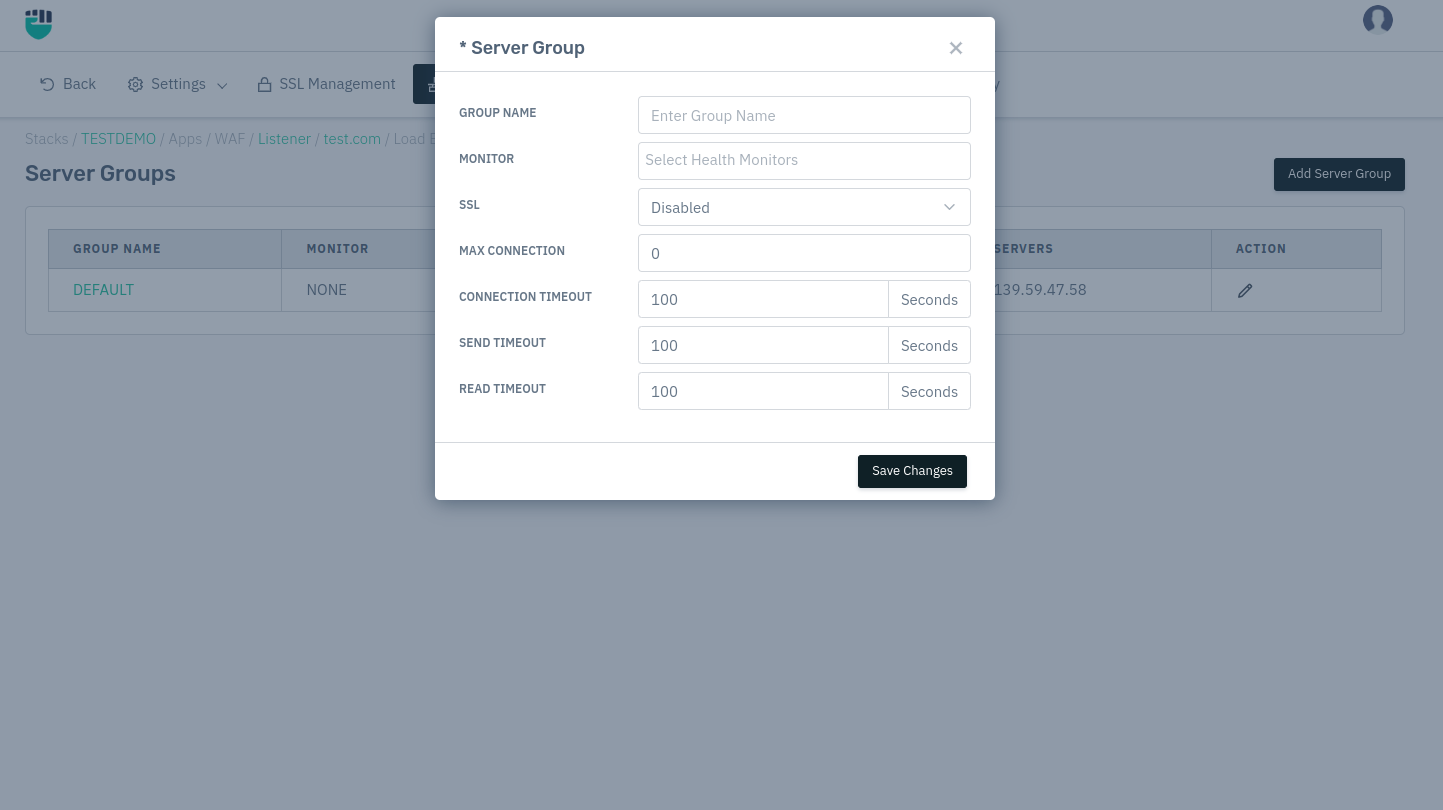 * Server Group
Back
Settings
SSL Management
Stacks / TESTDEMO / Apps / WAF / Listener / test.com / Load
Server Groups
Add Server Group
GROUP NAME
MONITOR
SERVERS
ACTION
DEFAULT
NONE
139.59.47.58
GROUP NAME
Enter Group Name
MONITOR
Select Health Monitors
SSL
Disabled
MAX CONNECTION
0
CONNECTION TIMEOUT
100 Seconds
SEND TIMEOUT
100 Seconds
READ TIMEOUT
100 Seconds
Save Changes